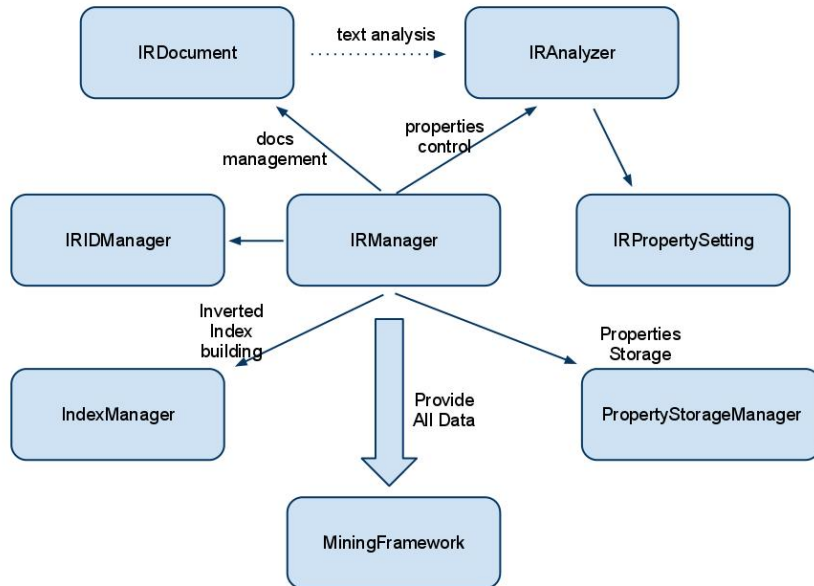 IRDocument
text analysis
IRAnalyzer
docs
management
properties
control
IRIDManager
IRManager
IRPropertySetting
Inverted
Index
building
Properties
Storage
IndexManager
Provide
All Data
PropertyStorageManager
MiningFramework